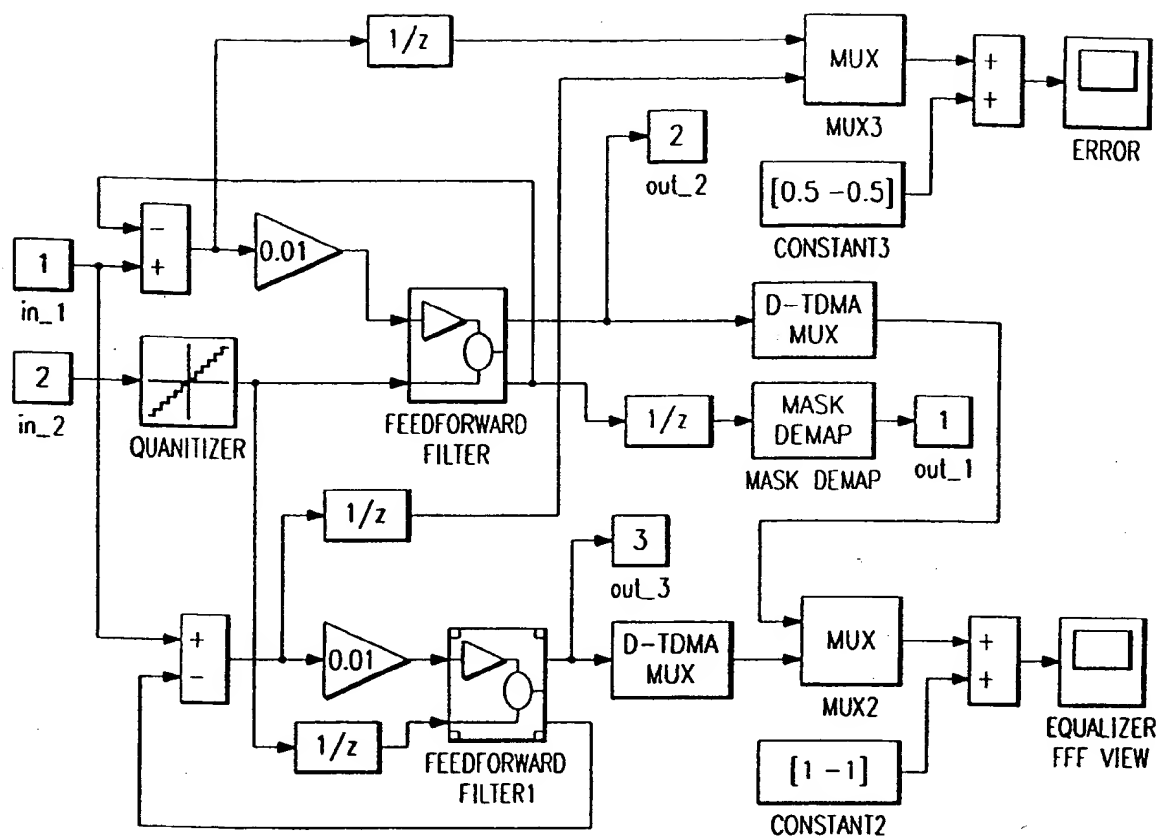 1/z
MUX
MUX3
+
+
ERROR
2
out_2
[0.5 -0.5]
CONSTANT3
1
in_1
-
+
0.01
D-TDMA
MUX
2
in_2
QUANITIZER
FEEDFORWARD
FILTER
1/z
MASK
DEMAP
MASK DEMAP
1
out_1
1/z
3
out_3
+
-
0.01
FEEDFORWARD
FILTER1
D-TDMA
MUX
MUX
MUX2
+
+
EQUALIZER
FFF VIEW
1/z
[1 -1]
CONSTANT2